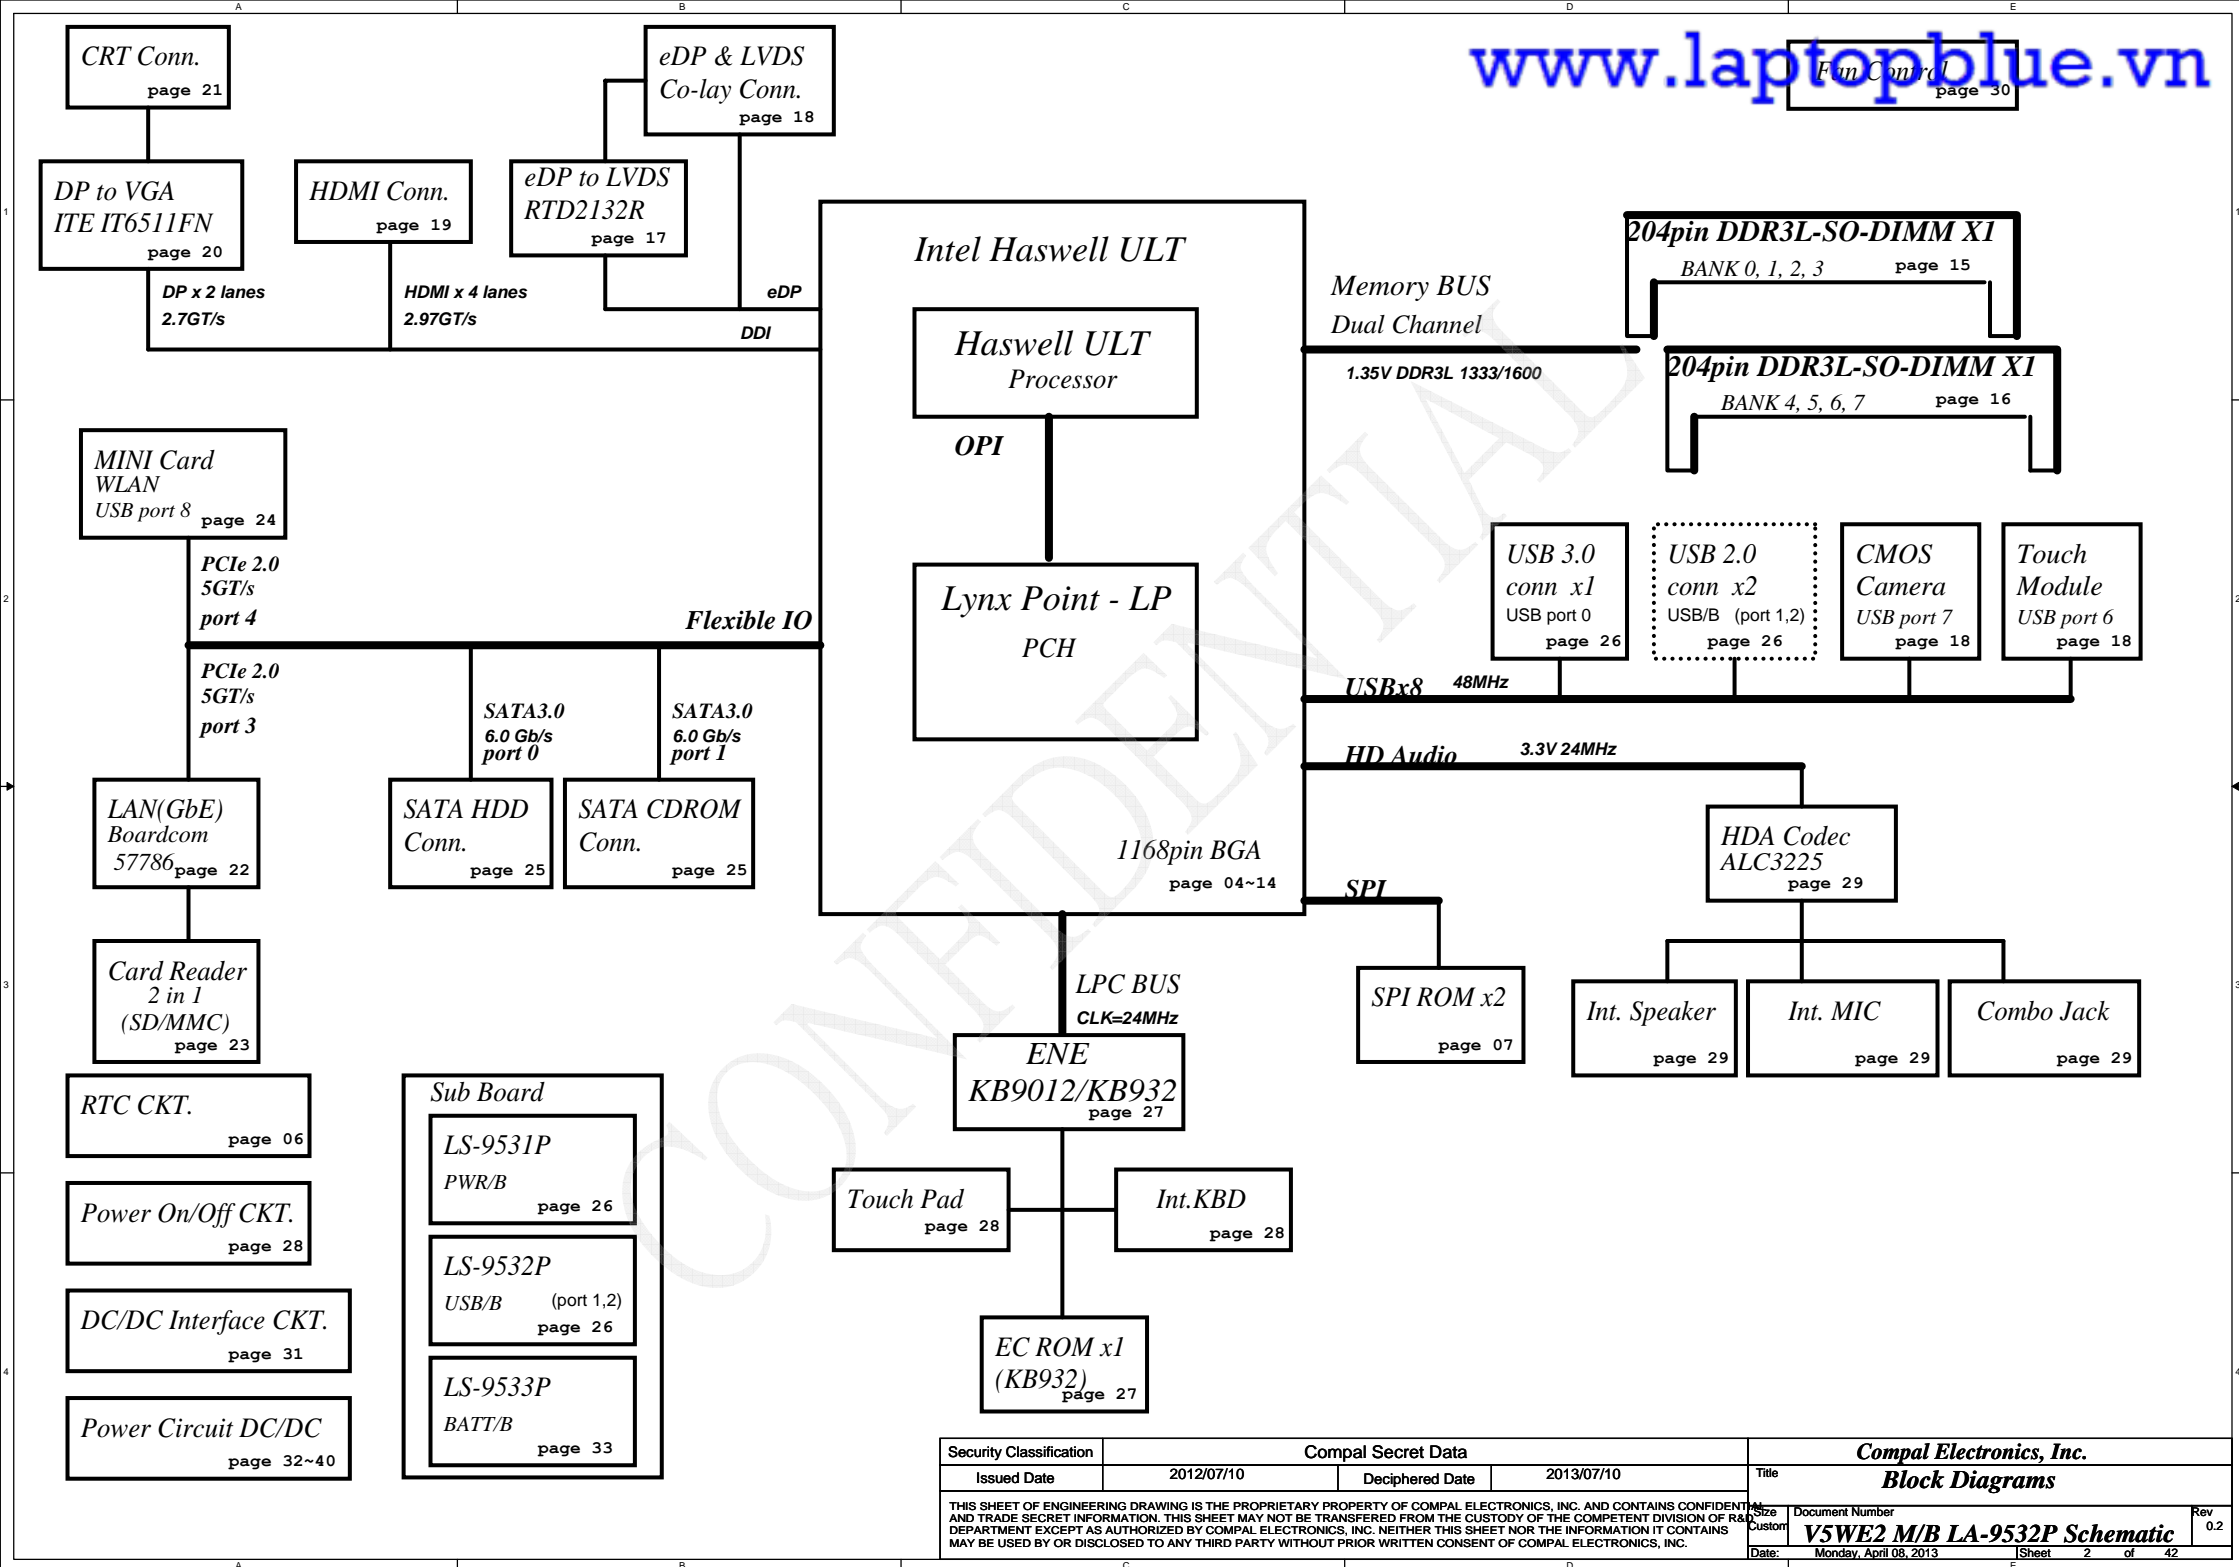 A B C D E
www.laptopblue.vn
CRT Conn.
page 21
eDP & LVDS
Co-lay Conn.
page 18
Fan Control
page 30
DP to VGA
ITE IT6511FN
page 20
HDMI Conn.
page 19
eDP to LVDS
RTD2132R
page 17
DP x 2 lanes
2.7GT/s
HDMI x 4 lanes
2.97GT/s
eDP
DDI
Intel Haswell ULT
Haswell ULT
Processor
OPI
Lynx Point - LP
PCH
1168pin BGA
page 04~14
Memory BUS
Dual Channel
1.35V DDR3L 1333/1600
204pin DDR3L-SO-DIMM X1
BANK 0, 1, 2, 3
page 15
204pin DDR3L-SO-DIMM X1
BANK 4, 5, 6, 7
page 16
MINI Card
WLAN
USB port 8
page 24
PCIe 2.0
5GT/s
port 4
Flexible IO
PCIe 2.0
5GT/s
port 3
SATA3.0
6.0 Gb/s
port 0
SATA3.0
6.0 Gb/s
port 1
USB 3.0
conn x1
USB port 0
page 26
USB 2.0
conn x2
USB/B (port 1,2)
page 26
CMOS
Camera
USB port 7
page 18
Touch
Module
USB port 6
page 18
USBx8
48MHz
HD Audio
3.3V 24MHz
SPI
LAN(GbE)
Boardcom
57786
page 22
SATA HDD
Conn.
page 25
SATA CDROM
Conn.
page 25
HDA Codec
ALC3225
page 29
Card Reader
2 in 1
(SD/MMC)
page 23
LPC BUS
CLK=24MHz
ENE
KB9012/KB932
page 27
SPI ROM x2
page 07
Int. Speaker
page 29
Int. MIC
page 29
Combo Jack
page 29
RTC CKT.
page 06
Power On/Off CKT.
page 28
DC/DC Interface CKT.
page 31
Power Circuit DC/DC
page 32~40
Sub Board
LS-9531P
PWR/B
page 26
LS-9532P
USB/B (port 1,2)
page 26
LS-9533P
BATT/B
page 33
Touch Pad
page 28
Int.KBD
page 28
EC ROM x1
(KB932)
page 27
CONFIDENTIAL
Security Classification
Compal Secret Data
Issued Date
2012/07/10
Deciphered Date
2013/07/10
THIS SHEET OF ENGINEERING DRAWING IS THE PROPRIETARY PROPERTY OF COMPAL ELECTRONICS, INC. AND CONTAINS CONFIDENTIAL
AND TRADE SECRET INFORMATION. THIS SHEET MAY NOT BE TRANSFERED FROM THE CUSTODY OF THE COMPETENT DIVISION OF R&D
DEPARTMENT EXCEPT AS AUTHORIZED BY COMPAL ELECTRONICS, INC. NEITHER THIS SHEET NOR THE INFORMATION IT CONTAINS
MAY BE USED BY OR DISCLOSED TO ANY THIRD PARTY WITHOUT PRIOR WRITTEN CONSENT OF COMPAL ELECTRONICS, INC.
Compal Electronics, Inc.
Title
Block Diagrams
Size
Custom
Document Number
V5WE2 M/B LA-9532P Schematic
Rev
0.2
Date: Monday, April 08, 2013
Sheet 2 of 42
1 2 3 4
1 2 3 4
A B C D E